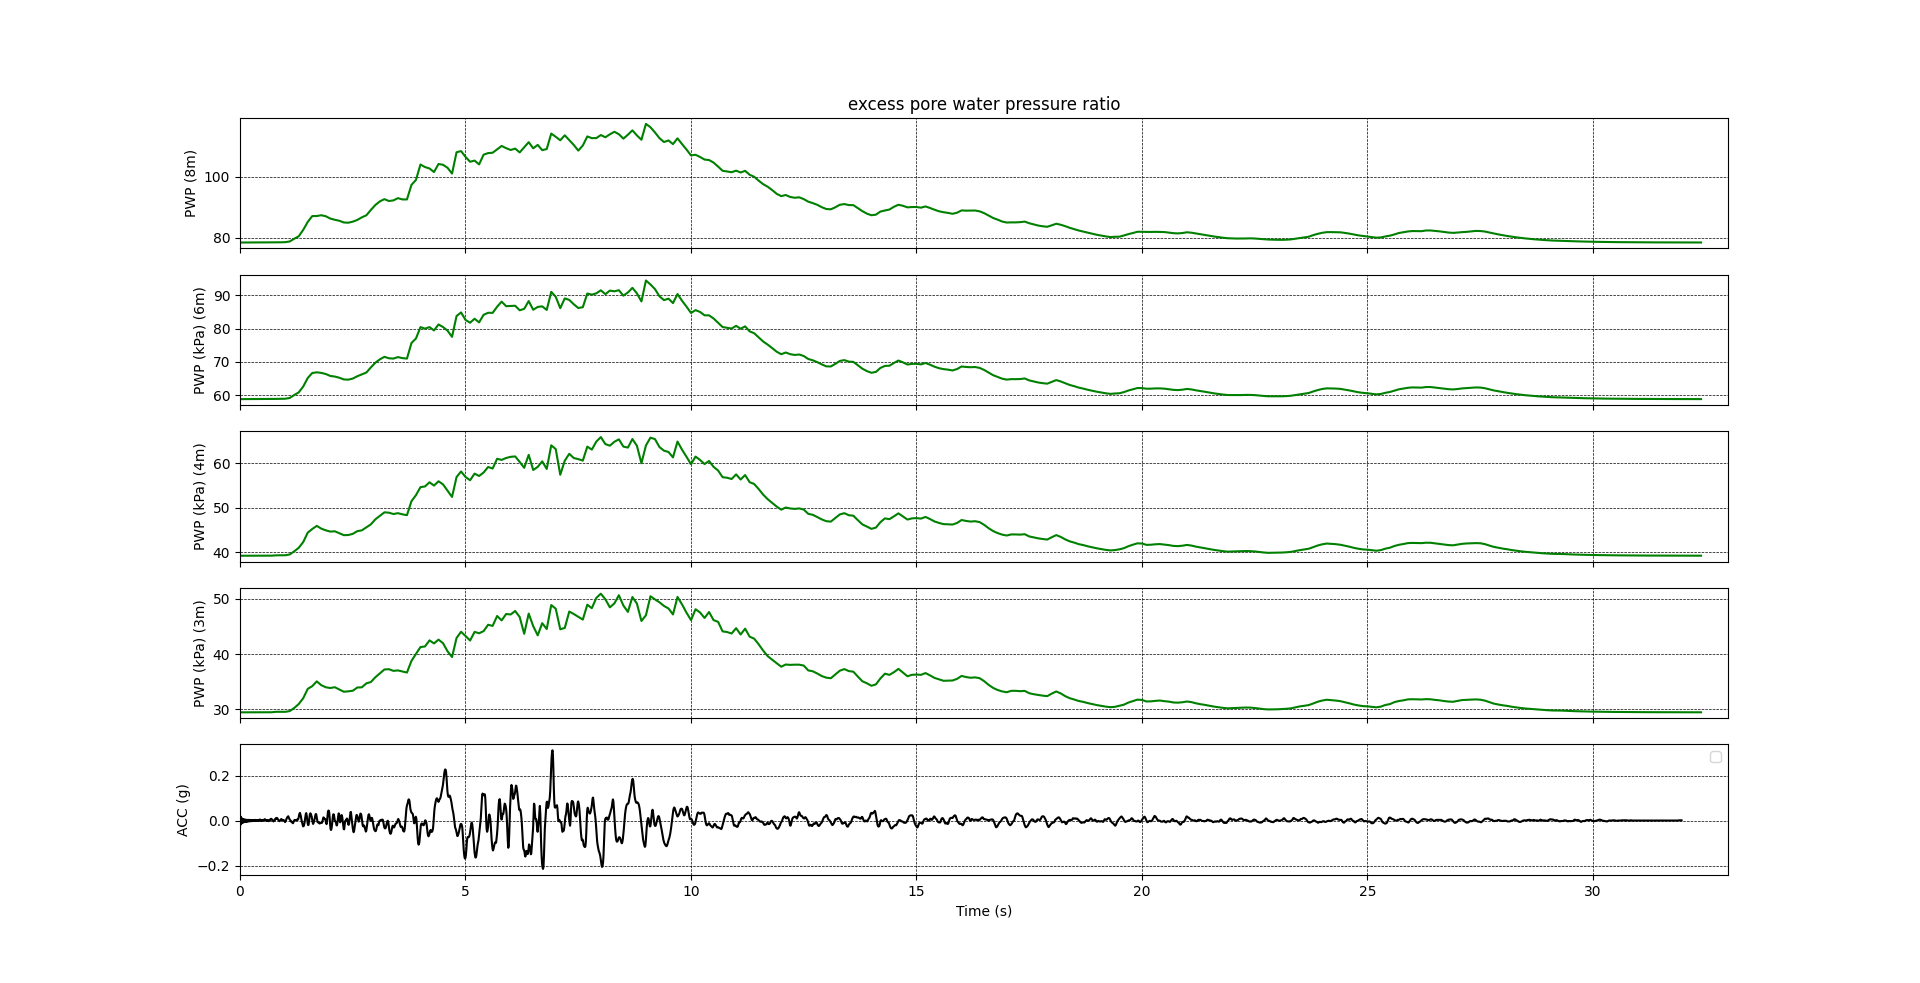 excess pore water pressure ratio
PWP (8m)
100
80
PWP (kPa) (6m)
90
80
70
60
PWP (kPa) (4m)
60
50
40
PWP (kPa) (3m)
50
40
30
ACC (g)
0.2
0.0
−0.2
0 5 10 15 20 25 30
Time (s)